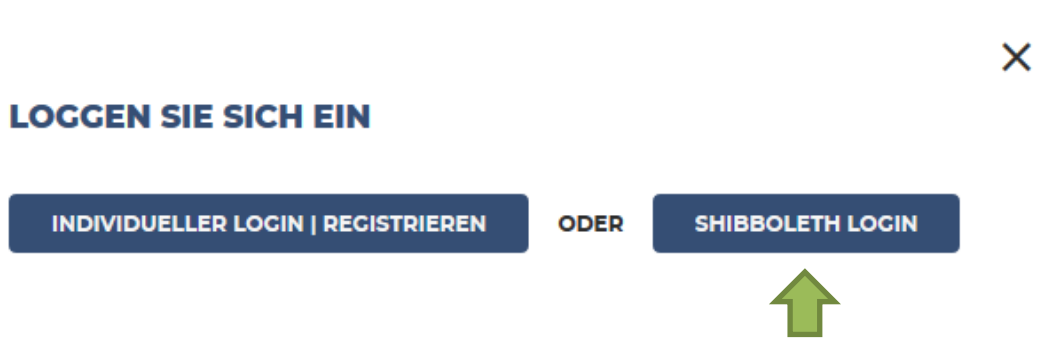 LOGGEN SIE SICH EIN
INDIVIDUELLER LOGIN | REGISTRIEREN ODER SHIBBOLETH LOGIN